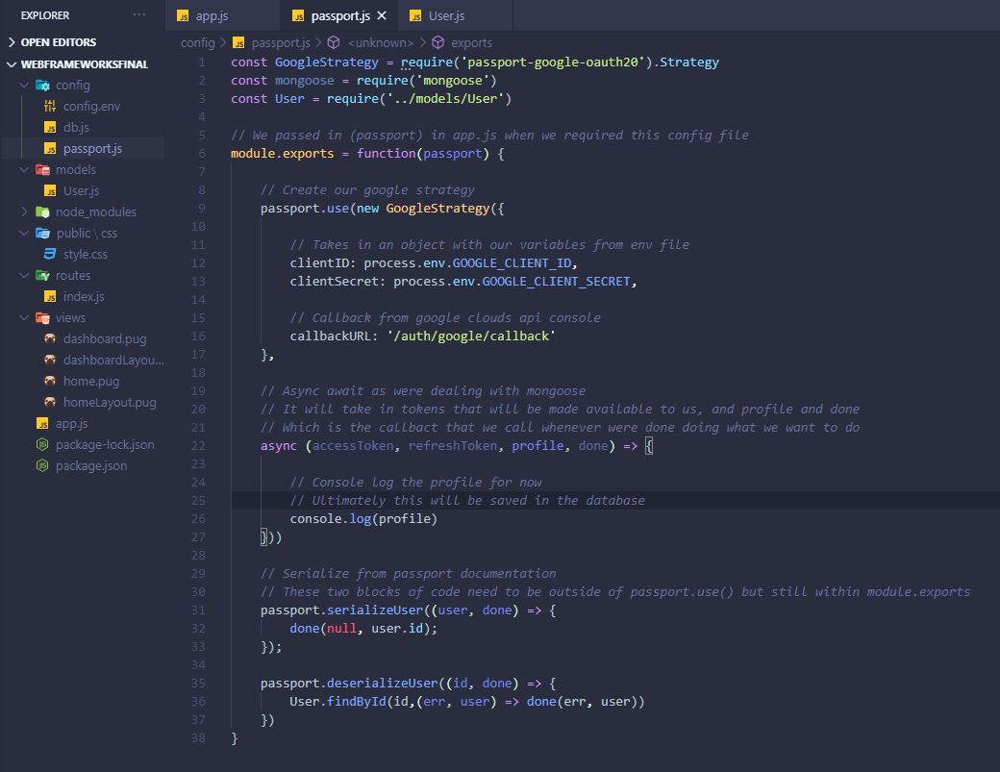 EXPLORER
···
app.js
passport.js
User.js
OPEN EDITORS
WEBFRAMEWORKSFINAL
config
config.env
db.js
passport.js
models
User.js
node_modules
public \ css
style.css
routes
index.js
views
dashboard.pug
dashboardLayou...
home.pug
homeLayout.pug
app.js
package-lock.json
package.json
config > passport.js > <unknown> > exports
1 const GoogleStrategy = require('passport-google-oauth20').Strategy
2 const mongoose = require('mongoose')
3 const User = require('../models/User')
4
5 // We passed in (passport) in app.js when we required this config file
6 module.exports = function(passport) {
7
8 // Create our google strategy
9 passport.use(new GoogleStrategy({
10
11 // Takes in an object with our variables from env file
12 clientID: process.env.GOOGLE_CLIENT_ID,
13 clientSecret: process.env.GOOGLE_CLIENT_SECRET,
14
15 // Callback from google clouds api console
16 callbackURL: '/auth/google/callback'
17 },
18
19 // Async await as were dealing with mongoose
20 // It will take in tokens that will be made available to us, and profile and done
21 // Which is the callbact that we call whenever were done doing what we want to do
22 async (accessToken, refreshToken, profile, done) => {
23
24 // Console log the profile for now
25 // Ultimately this will be saved in the database
26 console.log(profile)
27 }))
28
29 // Serialize from passport documentation
30 // These two blocks of code need to be outside of passport.use() but still within module.exports
31 passport.serializeUser((user, done) => {
32 done(null, user.id);
33 });
34
35 passport.deserializeUser((id, done) => {
36 User.findById(id,(err, user) => done(err, user))
37 })
38 }